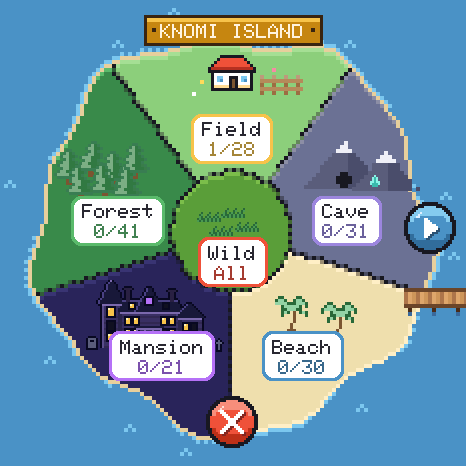 KNOMI ISLAND
Field
1/28
Forest
0/41
Cave
0/31
Wild
All
Mansion
0/21
Beach
0/30